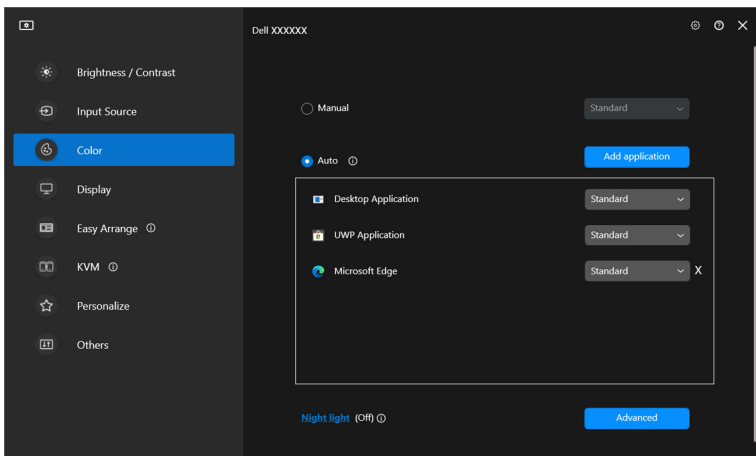 Dell XXXXXX
Brightness / Contrast
Input Source
Color
Display
Easy Arrange
KVM
Personalize
Others
Manual
Standard
Auto
Add application
Desktop Application
Standard
UWP Application
Standard
Microsoft Edge
Standard
X
Night light (Off)
Advanced